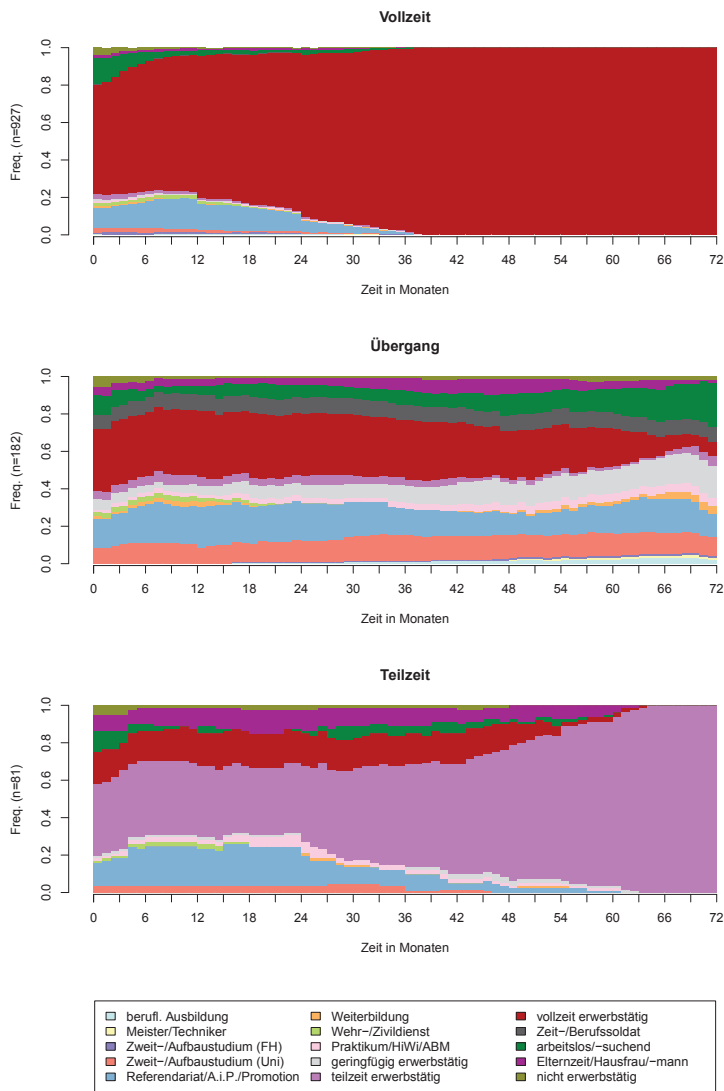 Vollzeit
1.0
0.8
0.6
0.4
0.2
0.0
Freq. (n=927)
0 6 12 18 24 30 36 42 48 54 60 66 72
Zeit in Monaten
Übergang
1.0
0.8
0.6
0.4
0.2
0.0
Freq. (n=182)
0 6 12 18 24 30 36 42 48 54 60 66 72
Zeit in Monaten
Teilzeit
1.0
0.8
0.6
0.4
0.2
0.0
Freq. (n=81)
0 6 12 18 24 30 36 42 48 54 60 66 72
Zeit in Monaten
berufl. Ausbildung
Meister/Techniker
Zweit−/Aufbaustudium (FH)
Zweit−/Aufbaustudium (Uni)
Referendariat/A.i.P./Promotion
Weiterbildung
Wehr−/Zivildienst
Praktikum/HiWi/ABM
geringfügig erwerbstätig
teilzeit erwerbstätig
vollzeit erwerbstätig
Zeit−/Berufssoldat
arbeitslos/−suchend
Elternzeit/Hausfrau/−mann
nicht erwerbstätig